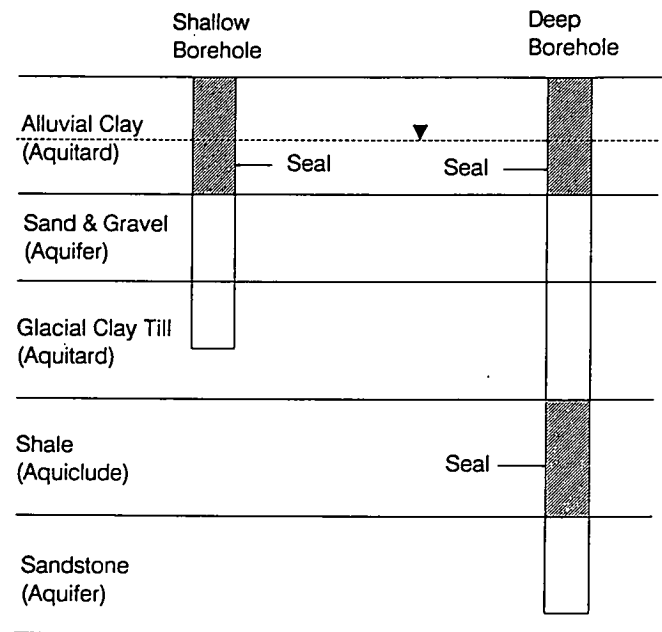 Shallow
Borehole
Deep
Borehole
Alluvial Clay
(Aquitard)
Seal
Seal
Sand & Gravel
(Aquifer)
Glacial Clay Till
(Aquitard)
Shale
(Aquiclude)
Seal
Sandstone
(Aquifer)